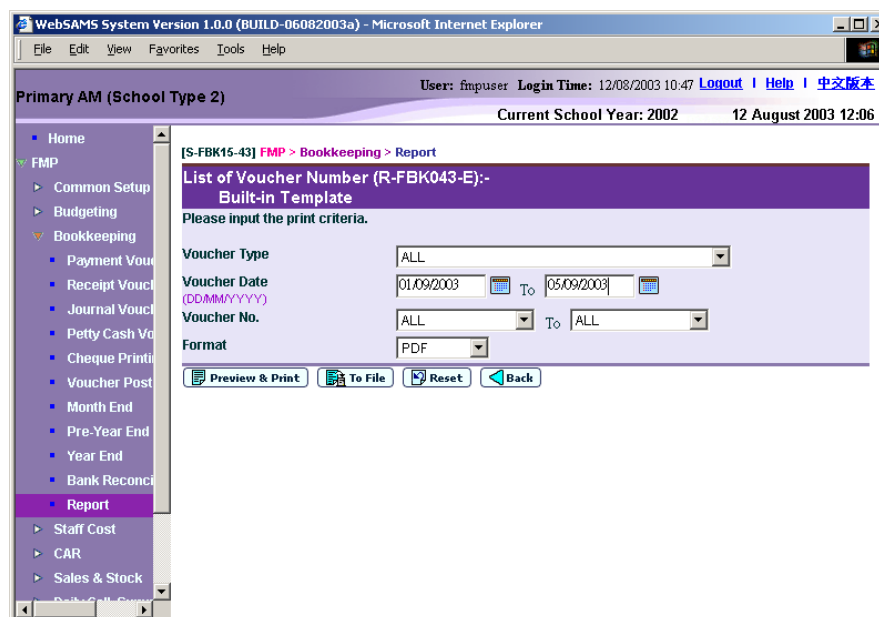 WebSAMS System Version 1.0.0 (BUILD-06082003a) - Microsoft Internet Explorer
File Edit View Favorites Tools Help
Primary AM (School Type 2)
User: fmpuser Login Time: 12/08/2003 10:47 Logout | Help | 中文版本
Current School Year: 2002 12 August 2003 12:06
Home
FMP
Common Setup
Budgeting
Bookkeeping
Payment Vou
Receipt Voucl
Journal Voucl
Petty Cash Vo
Cheque Printi
Voucher Post
Month End
Pre-Year End
Year End
Bank Reconci
Report
Staff Cost
CAR
Sales & Stock
[S-FBK15-43] FMP > Bookkeeping > Report
List of Voucher Number (R-FBK043-E):-
Built-in Template
Please input the print criteria.
Voucher Type ALL
Voucher Date 01/09/2003 To 05/09/2003
(DD/MM/YYYY)
Voucher No. ALL To ALL
Format PDF
Preview & Print To File Reset Back